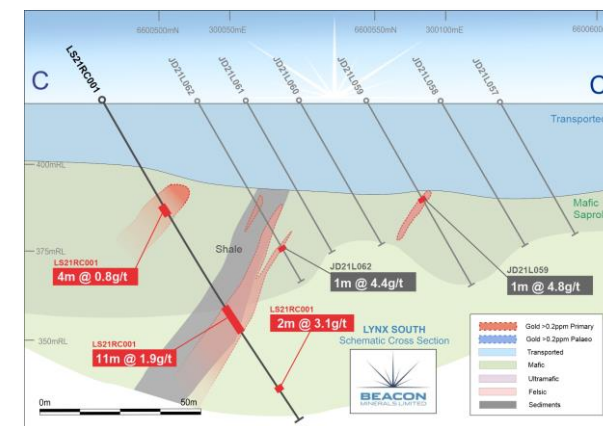 6600500mN
300050mE
6600550mN
300100mE
6600600
LS21RC001
JD21L062
JD21L061
JD21L060
JD21L059
JD21L058
JD21L057
C
C
Transported
400mRL
Mafic
Saprol
375mRL
Shale
LS21RC001
4m @ 0.8g/t
JD21L062
1m @ 4.4g/t
JD21L059
1m @ 4.8g/t
LS21RC001
2m @ 3.1g/t
350mRL
LS21RC001
11m @ 1.9g/t
LYNX SOUTH
Schematic Cross Section
BEACON
MINERALS LIMITED
Gold >0.2ppm Primary
Gold >0.2ppm Palaeo
Transported
Mafic
Ultramafic
Felsic
Sediments
0m
50m